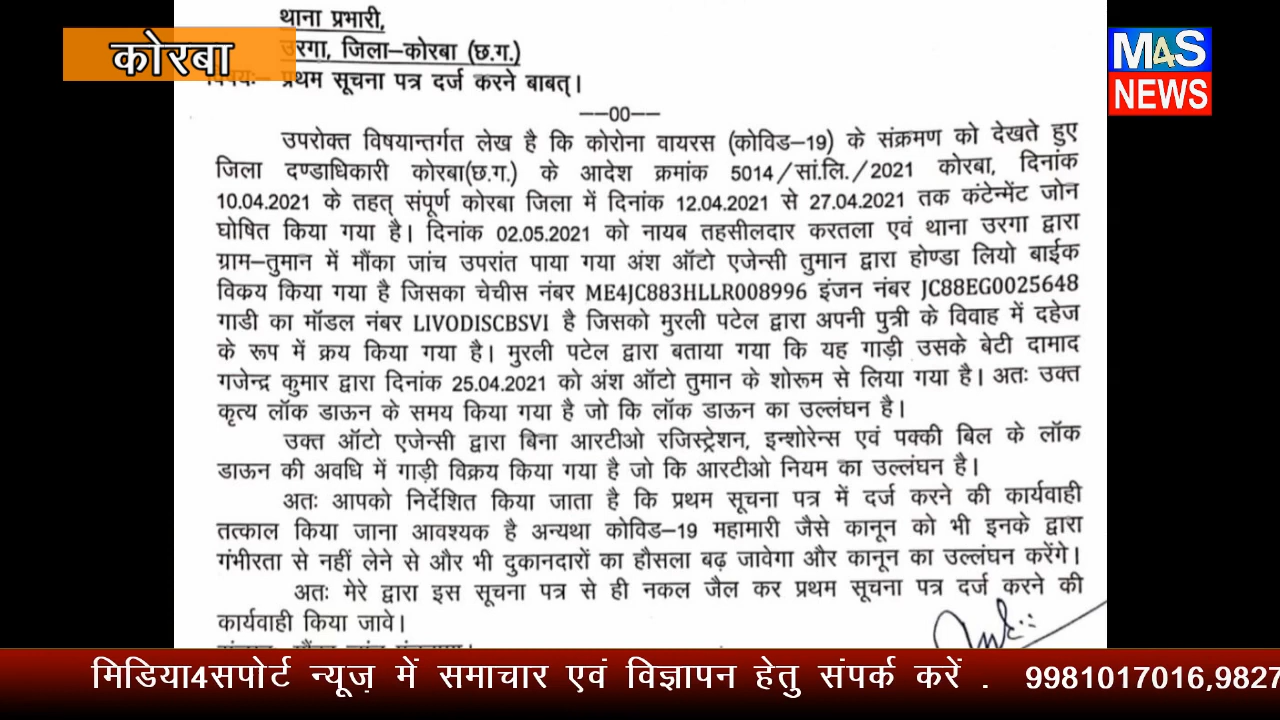 थाना प्रभारी,
कोरबा
उरगा, जिला–कोरबा (छ.ग.)
M4S
NEWS
प्रथम सूचना पत्र दर्ज करने बाबत्।
––00––
उपरोक्त विषयान्तर्गत लेख है कि कोरोना वायरस (कोविड–19) के संक्रमण को देखते हुए
जिला दण्डाधिकारी कोरबा(छ.ग.) के आदेश क्रमांक 5014/सां.लि./2021 कोरबा, दिनांक
10.04.2021 के तहत् संपूर्ण कोरबा जिला में दिनांक 12.04.2021 से 27.04.2021 तक कंटेन्मेंट जोन
घोषित किया गया है। दिनांक 02.05.2021 को नायब तहसीलदार करतला एवं थाना उरगा द्वारा
ग्राम–तुमान में मौंका जांच उपरांत पाया गया अंश ऑटो एजेन्सी तुमान द्वारा होण्डा लियो बाईक
विक्रय किया गया है जिसका चेचीस नंबर ME4JC883HLLR008996 इंजन नंबर JC88EG0025648
गाडी का मॉडल नंबर LIVODISCBSVI है जिसको मुरली पटेल द्वारा अपनी पुत्री के विवाह में दहेज
के रूप में क्रय किया गया है। मुरली पटेल द्वारा बताया गया कि यह गाड़ी उसके बेटी दामाद
गजेन्द्र कुमार द्वारा दिनांक 25.04.2021 को अंश ऑटो तुमान के शोरूम से लिया गया है। अतः उक्त
कृत्य लॉक डाऊन के समय किया गया है जो कि लॉक डाऊन का उल्लंघन है।
उक्त ऑटो एजेन्सी द्वारा बिना आरटीओ रजिस्ट्रेशन, इन्शोरेन्स एवं पक्की बिल के लॉक
डाऊन की अवधि में गाड़ी विक्रय किया गया है जो कि आरटीओ नियम का उल्लंघन है।
अतः आपको निर्देशित किया जाता है कि प्रथम सूचना पत्र में दर्ज करने की कार्यवाही
तत्काल किया जाना आवश्यक है अन्यथा कोविड–19 महामारी जैसे कानून को भी इनके द्वारा
गंभीरता से नहीं लेने से और भी दुकानदारों का हौसला बढ़ जावेगा और कानून का उल्लंघन करेंगे।
अतः मेरे द्वारा इस सूचना पत्र से ही नकल जैल कर प्रथम सूचना पत्र दर्ज करने की
कार्यवाही किया जावे।
मिडिया4सपोर्ट न्यूज़ में समाचार एवं विज्ञापन हेतु संपर्क करें . 9981017016,9827